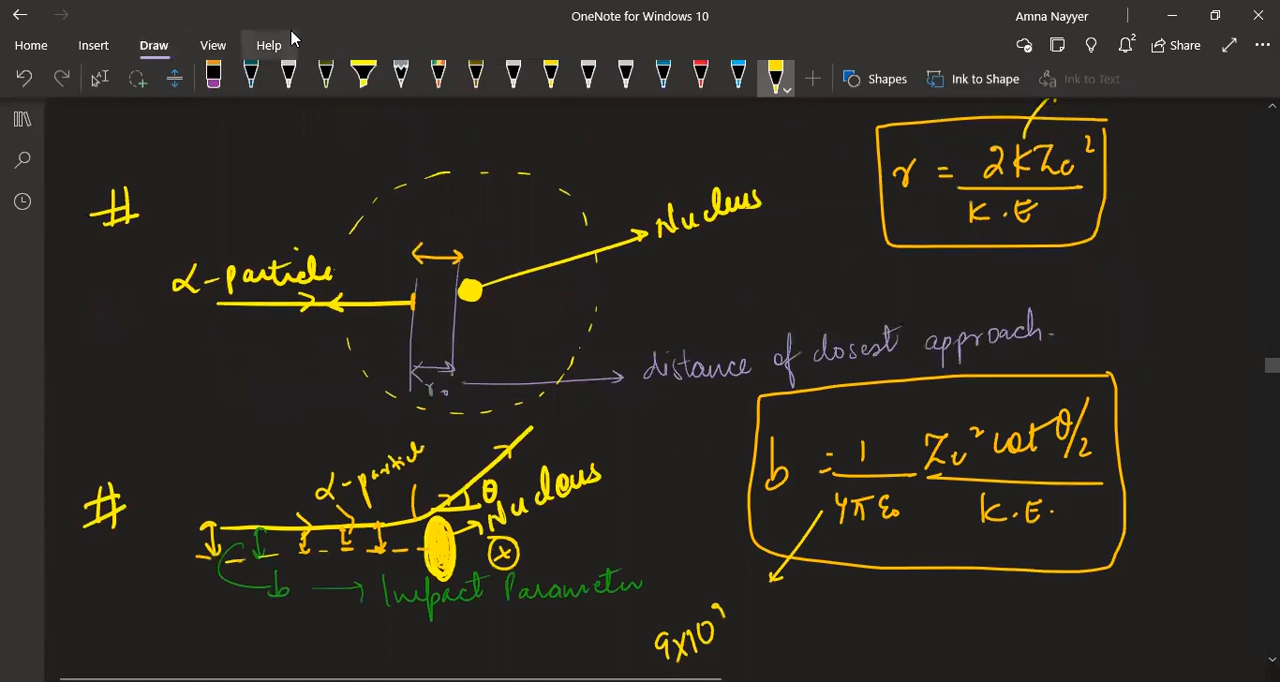 OneNote for Windows 10
Amna Nayyer
Home Insert Draw View Help
Share
Shapes
Ink to Shape
Ink to Text
r = 2KZe² / K.E
#
Nucleus
α-particle
distance of closest approach.
r₀
b = 1/4πε₀ Ze² cot θ/2 / K.E.
#
α-particle
θ
Nucleus
b → Impact Parameter
9×10⁹